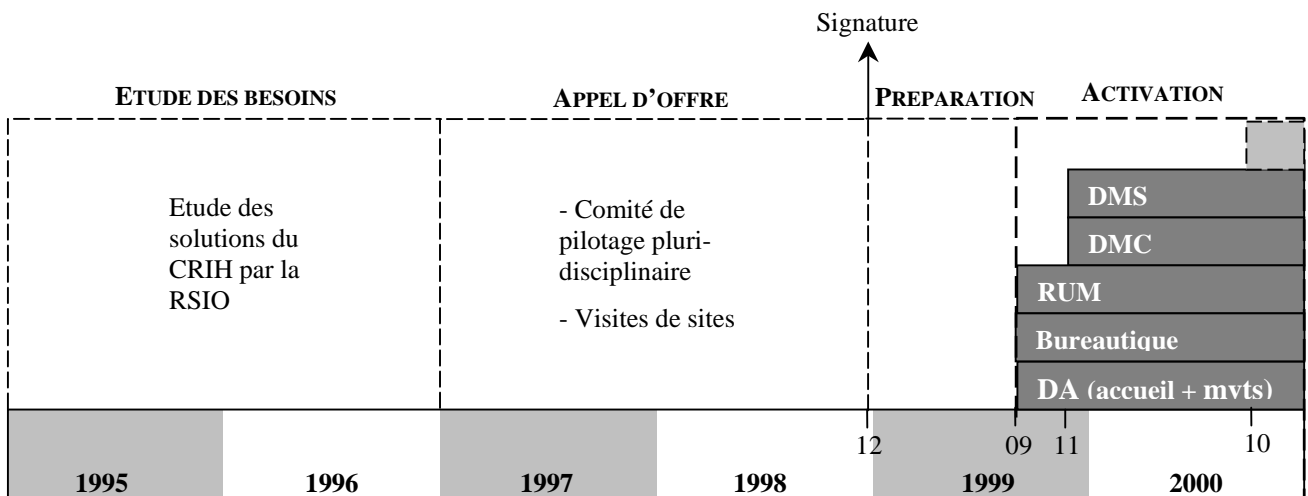 Signature
ETUDE DES BESOINS
APPEL D'OFFRE
PREPARATION
ACTIVATION
Etude des
solutions du
CRIH par la
RSIO
- Comité de
pilotage pluri-
disciplinaire
- Visites de sites
DMS
DMC
RUM
Bureautique
DA (accueil + mvts)
12
09
11
10
1995
1996
1997
1998
1999
2000